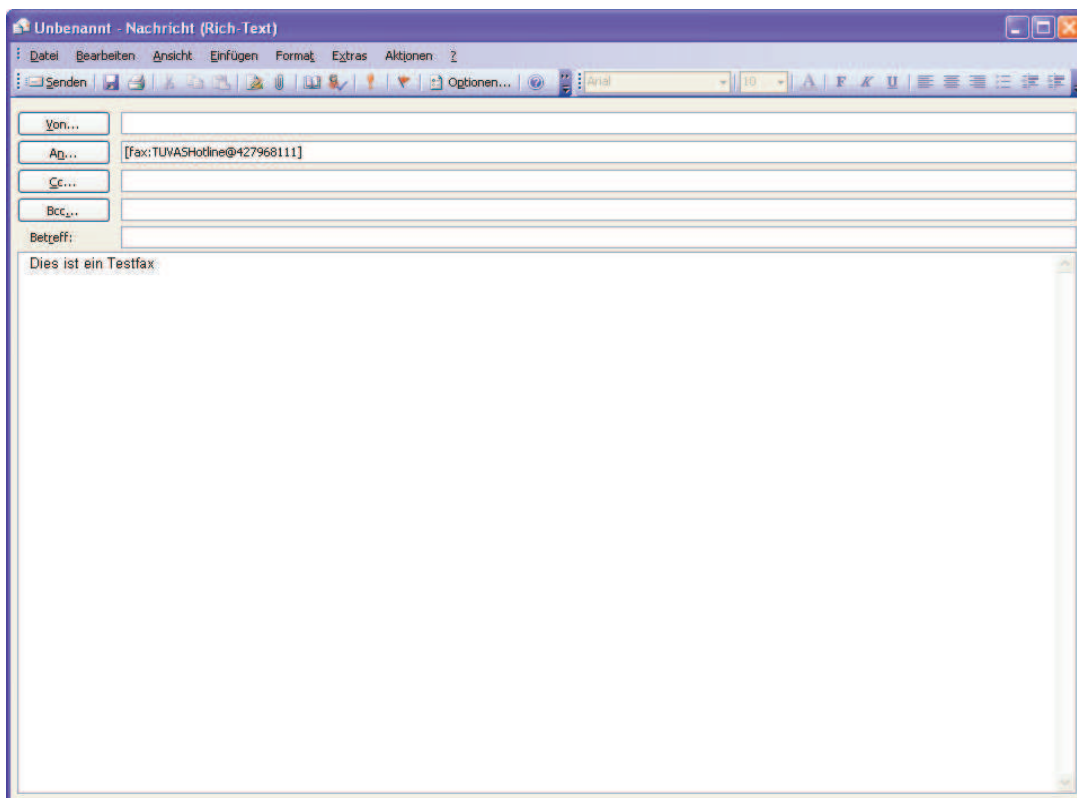 Unbenannt - Nachricht (Rich-Text)
Datei Bearbeiten Ansicht Einfügen Format Extras Aktionen ?
Senden Optionen... Arial 10 A F K U
Von...
An... [fax:TUVASHotline@427968111]
Cc...
Bcc...
Betreff:
Dies ist ein Testfax